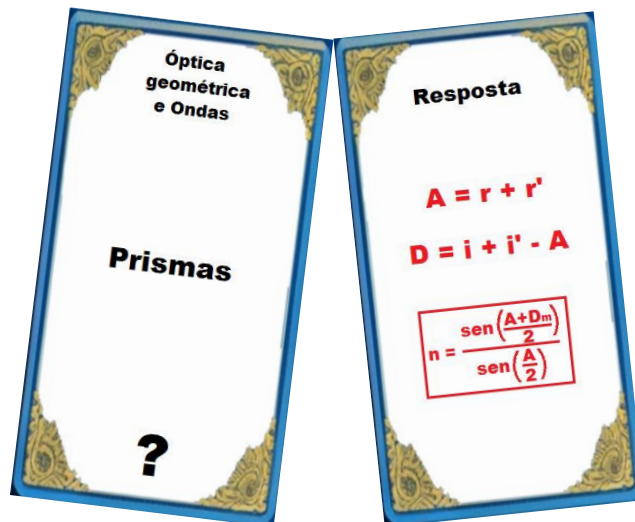 Óptica
geométrica
e Ondas
Prismas
?
Resposta
A = r + r'
D = i + i' - A
n = sen(A+Dm/2)/sen(A/2)